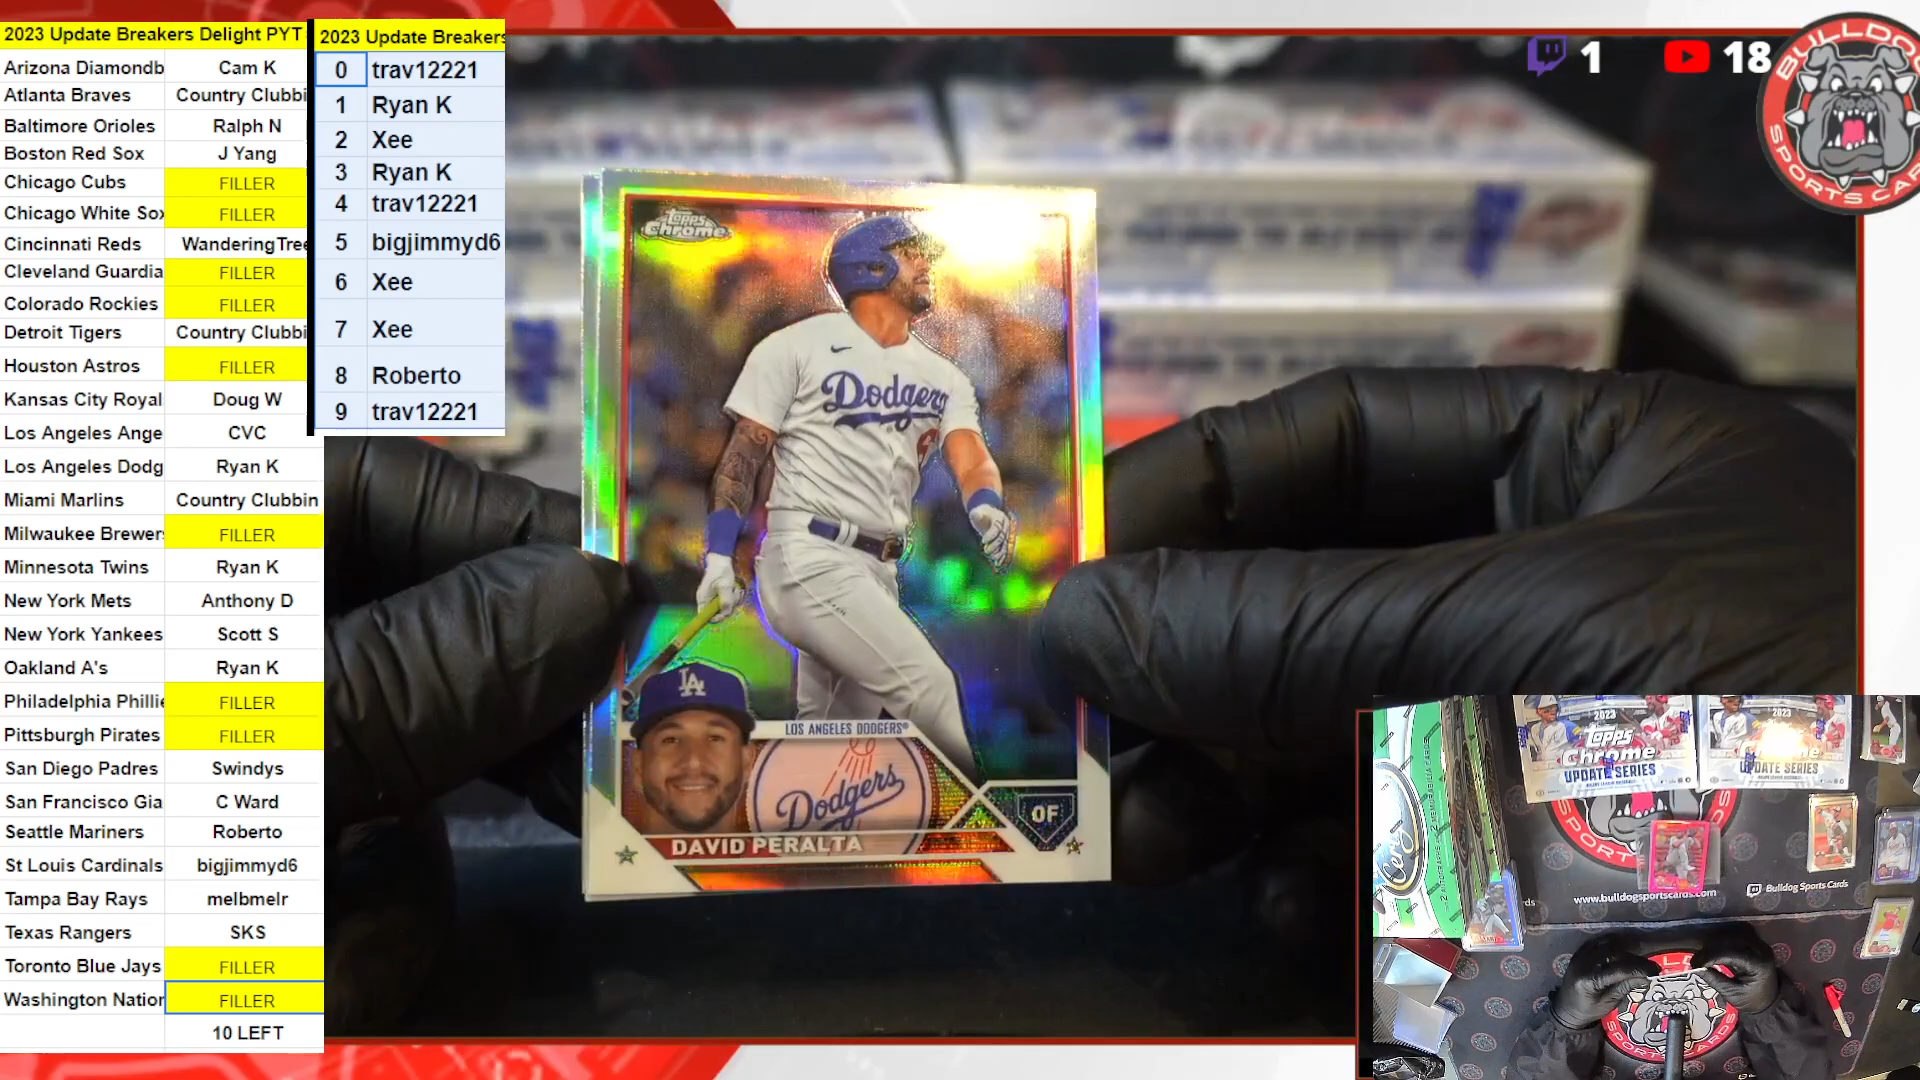 2023 Update Breakers Delight PYT
Arizona Diamondb Cam K
Atlanta Braves Country Clubbi
Baltimore Orioles Ralph N
Boston Red Sox J Yang
Chicago Cubs FILLER
Chicago White Sox FILLER
Cincinnati Reds WanderingTree
Cleveland Guardia FILLER
Colorado Rockies FILLER
Detroit Tigers Country Clubbi
Houston Astros FILLER
Kansas City Royal Doug W
Los Angeles Ange CVC
Los Angeles Dodg Ryan K
Miami Marlins Country Clubbin
Milwaukee Brewer FILLER
Minnesota Twins Ryan K
New York Mets Anthony D
New York Yankees Scott S
Oakland A's Ryan K
Philadelphia Phillie FILLER
Pittsburgh Pirates FILLER
San Diego Padres Swindys
San Francisco Gia C Ward
Seattle Mariners Roberto
St Louis Cardinals bigjimmyd6
Tampa Bay Rays melbmelr
Texas Rangers SKS
Toronto Blue Jays FILLER
Washington Nation FILLER
10 LEFT
2023 Update Breakers
0 trav12221
1 Ryan K
2 Xee
3 Ryan K
4 trav12221
5 bigjimmyd6
6 Xee
7 Xee
8 Roberto
9 trav12221
1
18
BULLDOG
SPORTS CAR
Topps
Chrome
Dodgers
LA
LOS ANGELES DODGERS®
Dodgers
OF
DAVID PERALTA
2023
Topps
Chrome
UPDATE SERIES
2023
UPDATE SERIES
www.bulldogsportscards.com
Bulldog Sports Cards